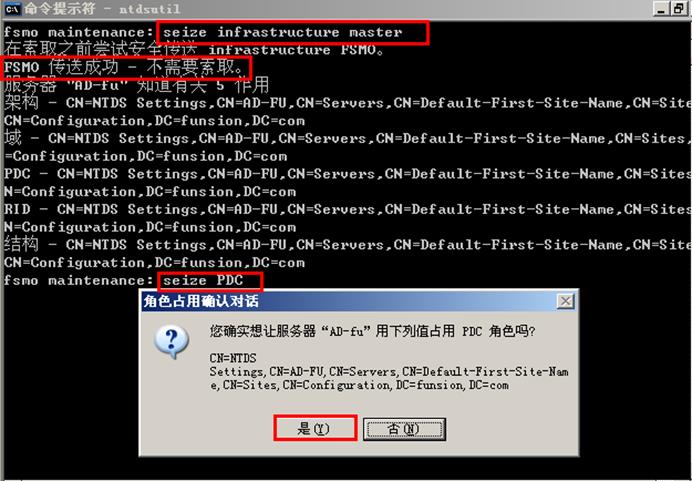 命令提示符 - ntdsutil
fsmo maintenance: seize infrastructure master
在索取之前尝试安全传送 infrastructure FSMO。
FSMO 传送成功 - 不需要索取。
服务器 "AD-fu" 知道有关 5 作用
架构 - CN=NTDS Settings,CN=AD-FU,CN=Servers,CN=Default-First-Site-Name,CN=Sites,
CN=Configuration,DC=funsion,DC=com
域 - CN=NTDS Settings,CN=AD-FU,CN=Servers,CN=Default-First-Site-Name,CN=Sites,
=Configuration,DC=funsion,DC=com
PDC - CN=NTDS Settings,CN=AD-FU,CN=Servers,CN=Default-First-Site-Name,CN=Sites
N=Configuration,DC=funsion,DC=com
RID - CN=NTDS Settings,CN=AD-FU,CN=Servers,CN=Default-First-Site-Name,CN=Sites
N=Configuration,DC=funsion,DC=com
结构 - CN=NTDS Settings,CN=AD-FU,CN=Servers,CN=Default-First-Site-Name,CN=Sites
CN=Configuration,DC=funsion,DC=com
fsmo maintenance: seize PDC
角色占用确认对话
您确实想让服务器“AD-fu”用下列值占用 PDC 角色吗?
CN=NTDS
Settings,CN=AD-FU,CN=Servers,CN=Default-First-Site-Nam
e,CN=Sites,CN=Configuration,DC=funsion,DC=com
是(Y)
否(N)